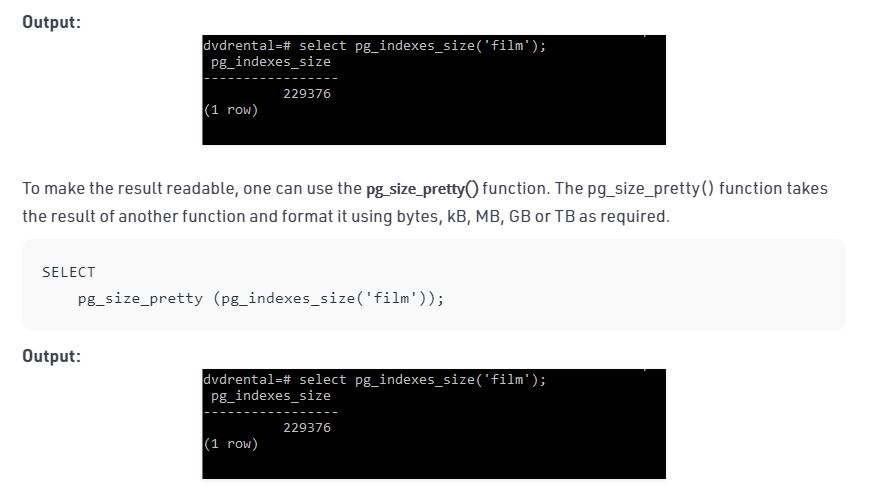 Output:
dvdrental=# select pg_indexes_size('film');
pg_indexes_size
-----------------
229376
(1 row)
To make the result readable, one can use the pg_size_pretty() function. The pg_size_pretty() function takes
the result of another function and format it using bytes, kB, MB, GB or TB as required.
SELECT
pg_size_pretty (pg_indexes_size('film'));
Output:
dvdrental=# select pg_indexes_size('film');
pg_indexes_size
-----------------
229376
(1 row)